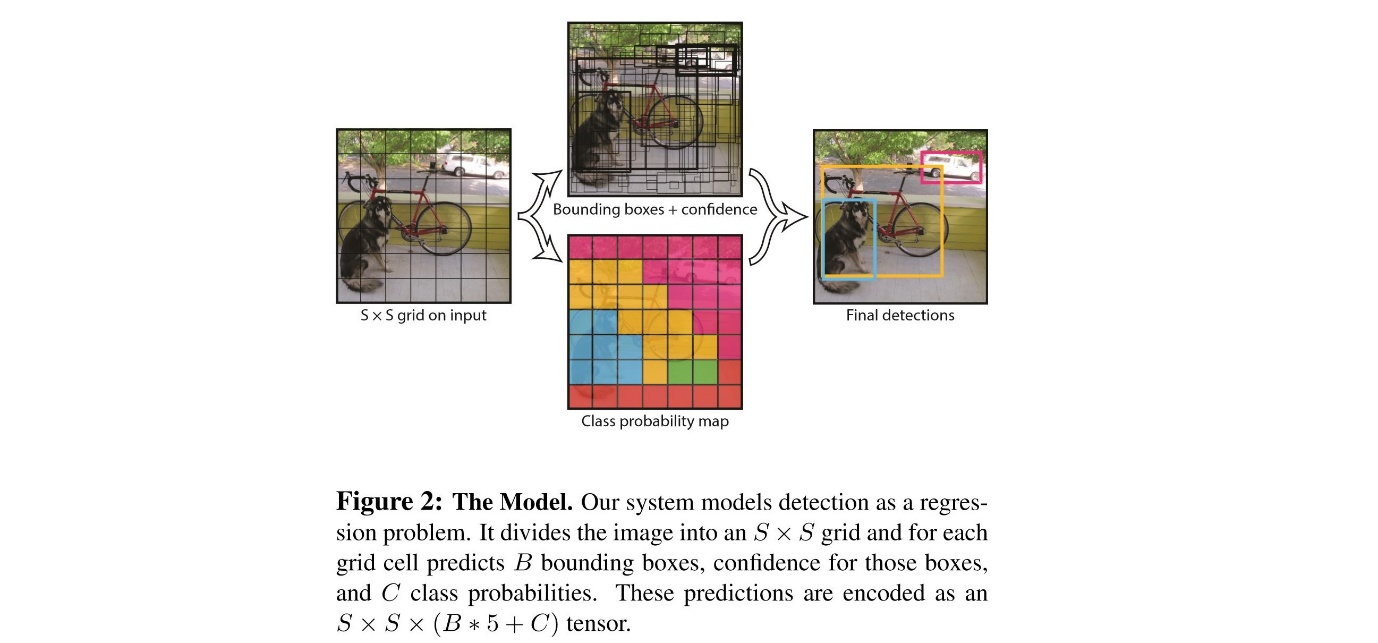 Bounding boxes + confidence
S × S grid on input
Final detections
Class probability map
Figure 2: The Model. Our system models detection as a regres-
sion problem. It divides the image into an S × S grid and for each
grid cell predicts B bounding boxes, confidence for those boxes,
and C class probabilities. These predictions are encoded as an
S × S × (B ∗ 5 + C) tensor.